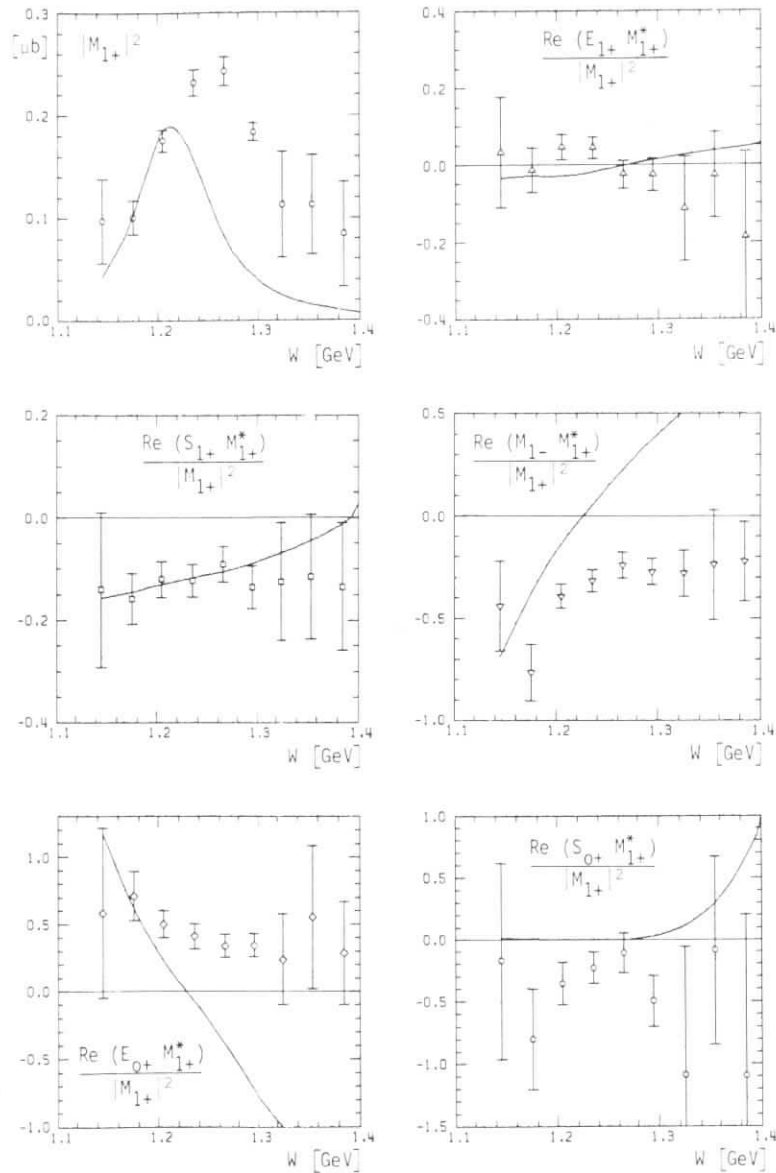 [μb]
|M1+|²
0.3
0.2
0.1
0.0
1.1 1.2 1.3 1.4
W [GeV]
0.4
0.2
0.0
-0.2
-0.4
Re (E1+ M*1+)
|M1+|²
1.1 1.2 1.3 1.4
W [GeV]
0.2
0.0
-0.2
-0.4
Re (S1+ M*1+)
|M1+|²
1.1 1.2 1.3 1.4
W [GeV]
0.5
0.0
-0.5
-1.0
Re (M1- M*1+)
|M1+|²
1.1 1.2 1.3 1.4
W [GeV]
1.0
0.5
0.0
-0.5
-1.0
Re (E0+ M*1+)
|M1+|²
1.1 1.2 1.3 1.4
W [GeV]
1.0
0.5
0.0
-0.5
-1.0
-1.5
Re (S0+ M*1+)
|M1+|²
1.1 1.2 1.3 1.4
W [GeV]